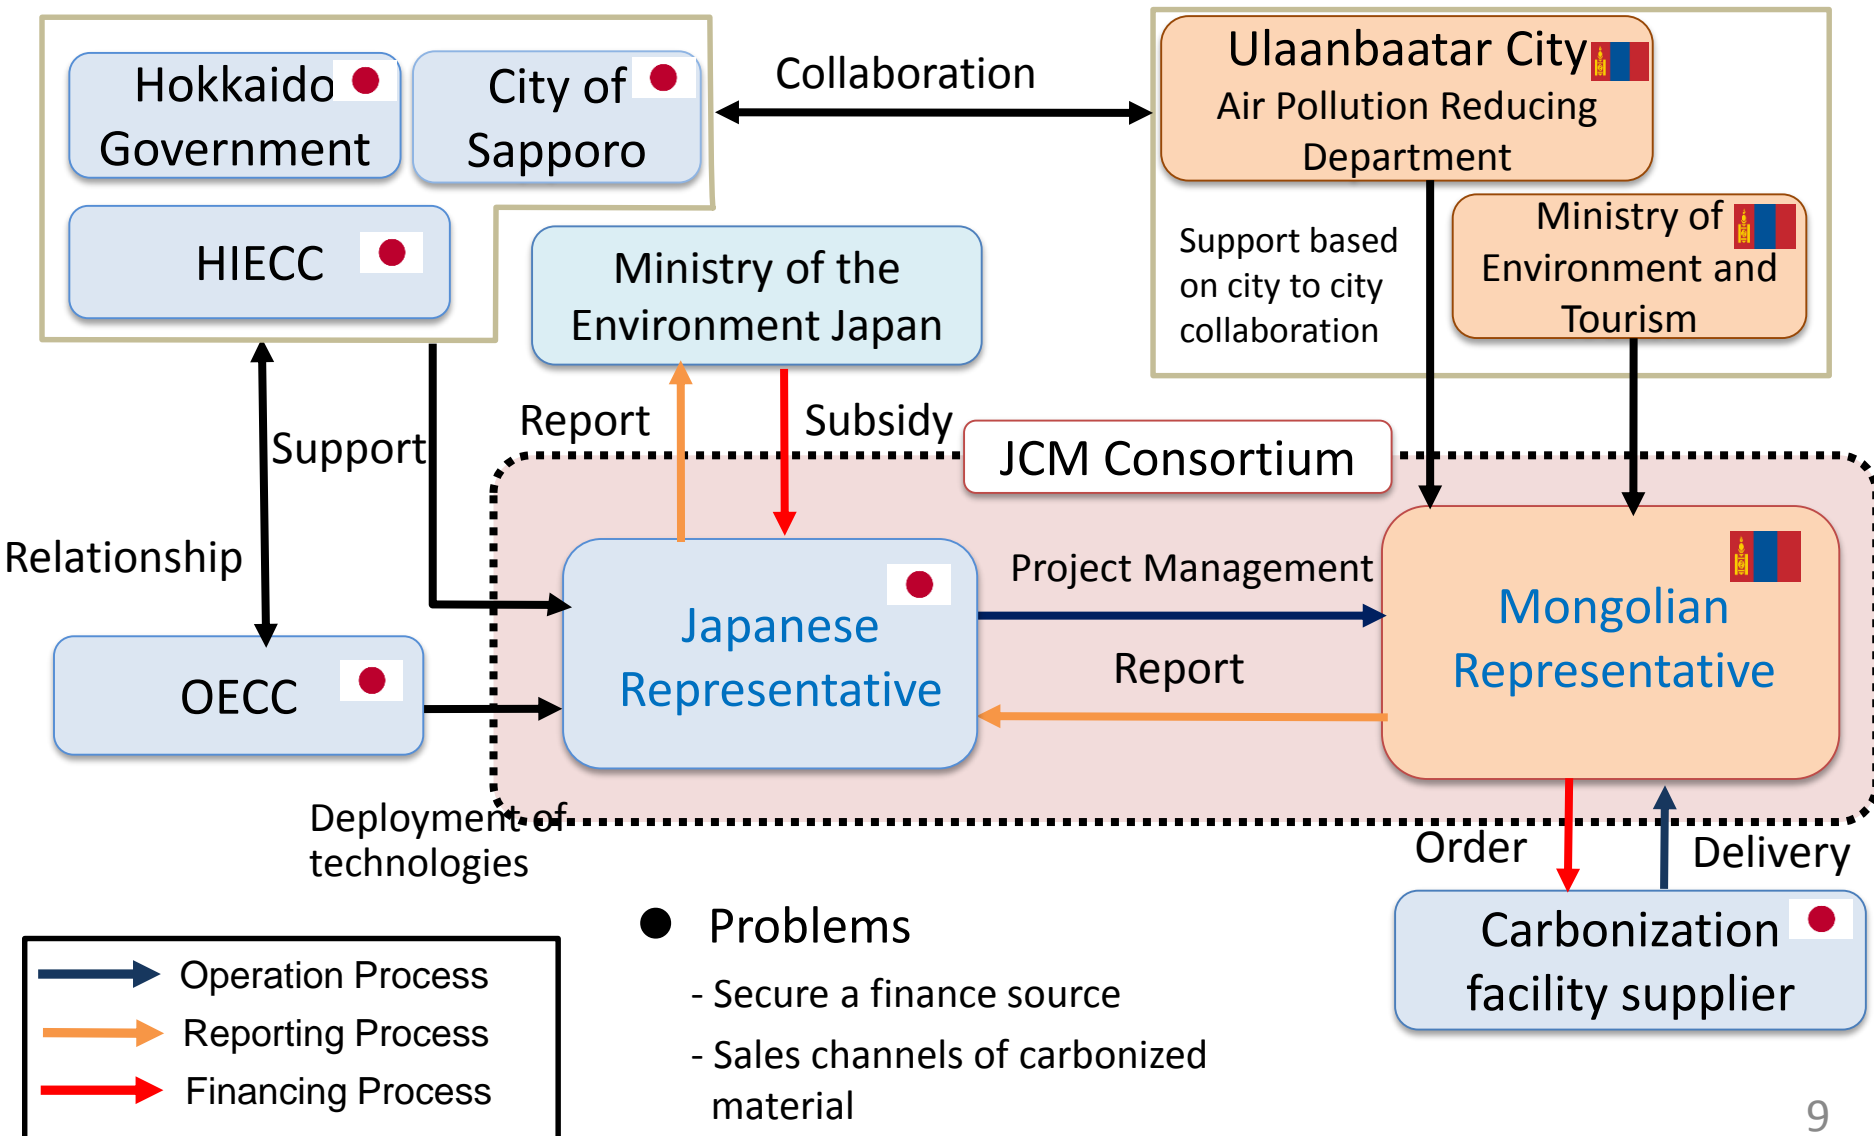 Hokkaido
Government
City of
Sapporo
HIECC
Collaboration
Ulaanbaatar City
Air Pollution Reducing
Department
Ministry of
Environment and
Tourism
Support based
on city to city
collaboration
Ministry of the
Environment Japan
Report
Subsidy
Support
Relationship
JCM Consortium
Japanese
Representative
Project Management
Report
Mongolian
Representative
OECC
Deployment of
technologies
Order
Delivery
Carbonization
facility supplier
Operation Process
Reporting Process
Financing Process
● Problems
- Secure a finance source
- Sales channels of carbonized
material
9